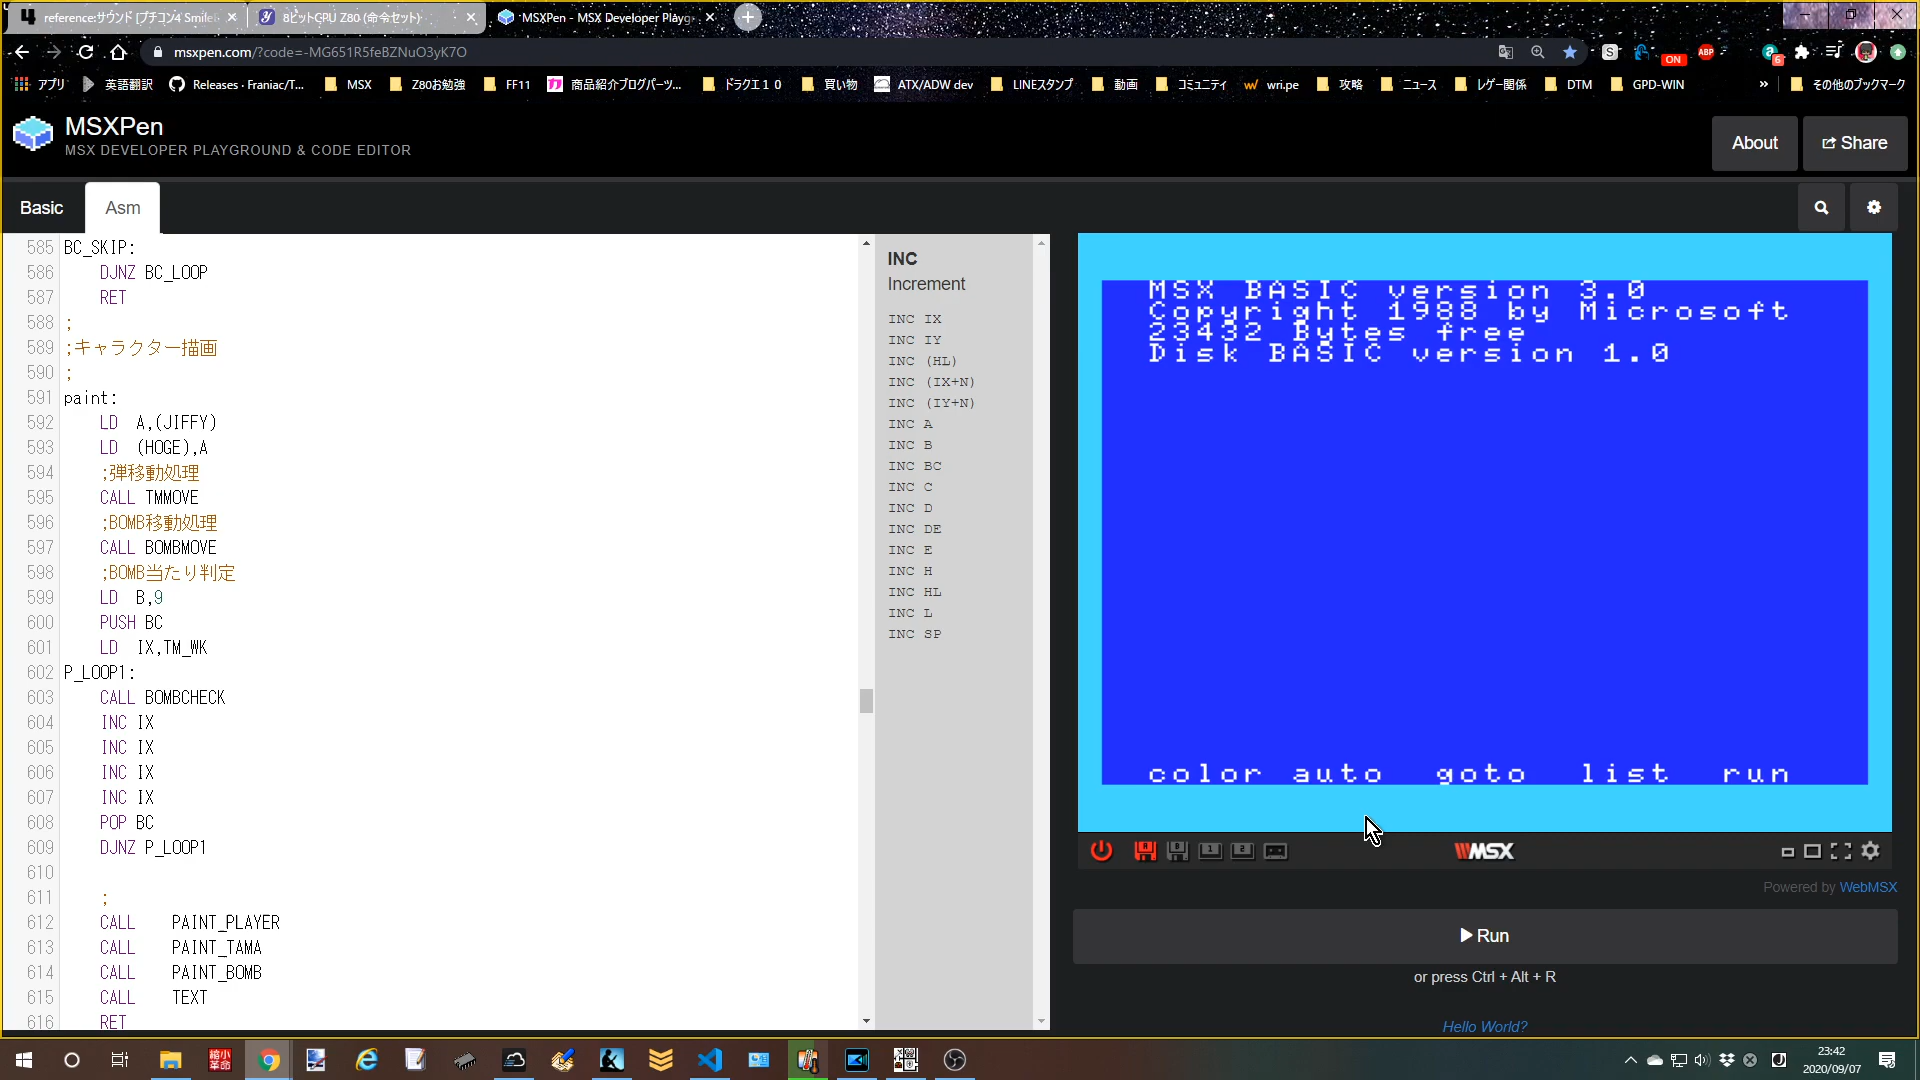 reference:サウンド [プチコン4 Smile
8ビットCPU Z80 (命令セット)
MSXPen - MSX Developer Playg
msxpen.com/?code=-MG651R5feBZNuO3yK7O
ON
ABP
6
アプリ
英語翻訳
Releases · Franiac/T...
MSX
Z80お勉強
FF11
商品紹介ブログパーツ...
ドラクエ１０
買い物
ATX/ADW dev
LINEスタンプ
動画
コミュニティ
wri.pe
攻略
ニュース
レゲー関係
DTM
GPD-WIN
»
その他のブックマーク
MSXPen
MSX DEVELOPER PLAYGROUND & CODE EDITOR
About
Share
Basic
Asm
585 BC_SKIP:
586 DJNZ BC_LOOP
587 RET
588 ;
589 ;キャラクター描画
590 ;
591 paint:
592 LD A,(JIFFY)
593 LD (HOGE),A
594 ;弾移動処理
595 CALL TMMOVE
596 ;BOMB移動処理
597 CALL BOMBMOVE
598 ;BOMB当たり判定
599 LD B,9
600 PUSH BC
601 LD IX,TM_WK
602 P_LOOP1:
603 CALL BOMBCHECK
604 INC IX
605 INC IX
606 INC IX
607 INC IX
608 POP BC
609 DJNZ P_LOOP1
610
611 ;
612 CALL PAINT_PLAYER
613 CALL PAINT_TAMA
614 CALL PAINT_BOMB
615 CALL TEXT
616 RET
INC
Increment
INC IX
INC IY
INC (HL)
INC (IX+N)
INC (IY+N)
INC A
INC B
INC BC
INC C
INC D
INC DE
INC E
INC H
INC HL
INC L
INC SP
MSX BASIC version 3.0
Copyright 1988 by Microsoft
23432 Bytes free
Disk BASIC version 1.0
color auto goto list run
MSX
Powered by WebMSX
Run
or press Ctrl + Alt + R
Hello World?
縮小
革命
23:42
2020/09/07